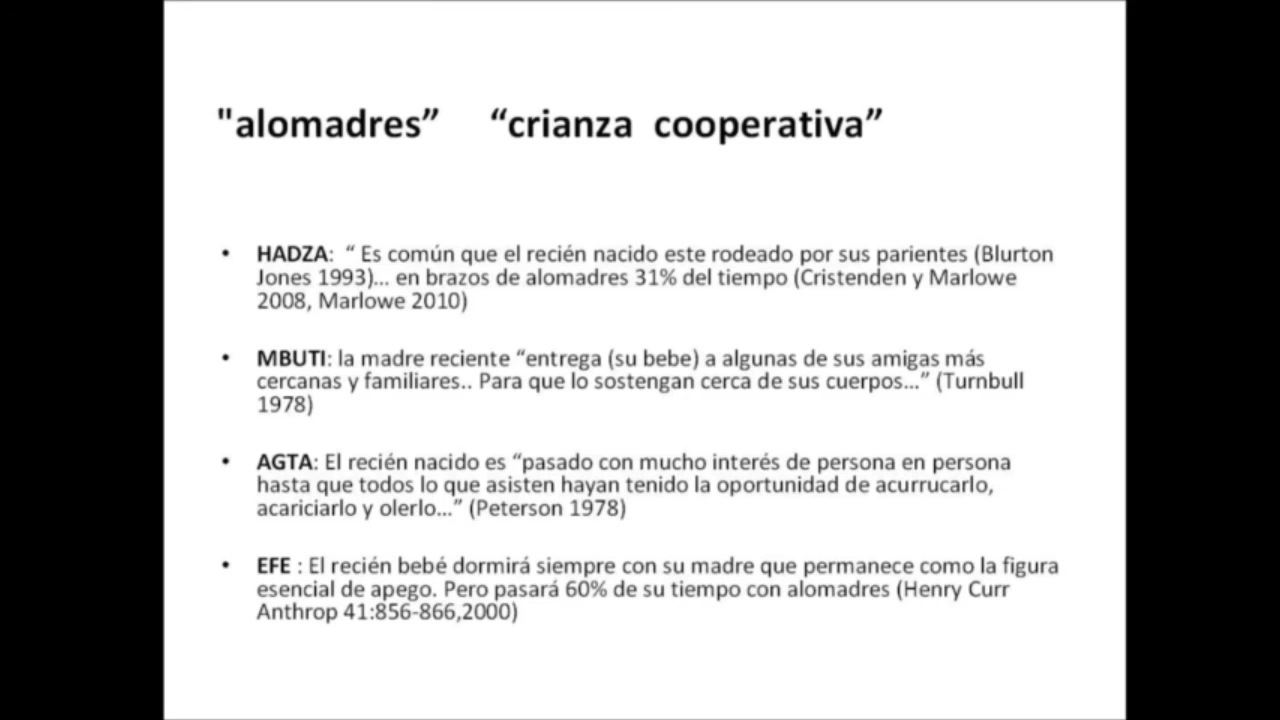 "alomadres” “crianza cooperativa”
• HADZA: “ Es común que el recién nacido este rodeado por sus parientes (Blurton
Jones 1993)... en brazos de alomadres 31% del tiempo (Cristenden y Marlowe
2008, Marlowe 2010)
• MBUTI: la madre reciente “entrega (su bebe) a algunas de sus amigas más
cercanas y familiares.. Para que lo sostengan cerca de sus cuerpos...” (Turnbull
1978)
• AGTA: El recién nacido es “pasado con mucho interés de persona en persona
hasta que todos lo que asisten hayan tenido la oportunidad de acurrucarlo,
acariciarlo y olerlo...” (Peterson 1978)
• EFE : El recién bebé dormirá siempre con su madre que permanece como la figura
esencial de apego. Pero pasará 60% de su tiempo con alomadres (Henry Curr
Anthrop 41:856-866,2000)